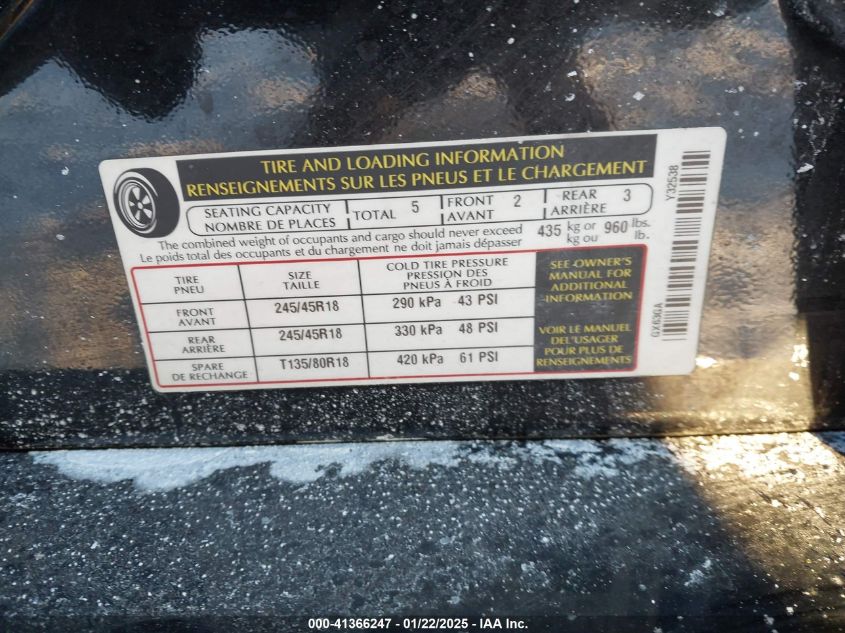 TIRE AND LOADING INFORMATION
RENSEIGNEMENTS SUR LES PNEUS ET LE CHARGEMENT
SEATING CAPACITY
NOMBRE DE PLACES
TOTAL 5
FRONT
AVANT 2
REAR
ARRIÈRE 3
The combined weight of occupants and cargo should never exceed 435 kg or 960 lbs.
Le poids total des occupants et du chargement ne doit jamais dépasser kg ou lb.
TIRE
PNEU
SIZE
TAILLE
COLD TIRE PRESSURE
PRESSION DES
PNEUS À FROID
FRONT
AVANT
245/45R18
290 kPa 43 PSI
REAR
ARRIÈRE
245/45R18
330 kPa 48 PSI
SPARE
DE RECHANGE
T135/80R18
420 kPa 61 PSI
SEE OWNER'S
MANUAL FOR
ADDITIONAL
INFORMATION
VOIR LE MANUEL
DEL'USAGER
POUR PLUS DE
RENSEIGNEMENTS
Y32538
GX63GA
000-41366247 - 01/22/2025 - IAAI Inc.